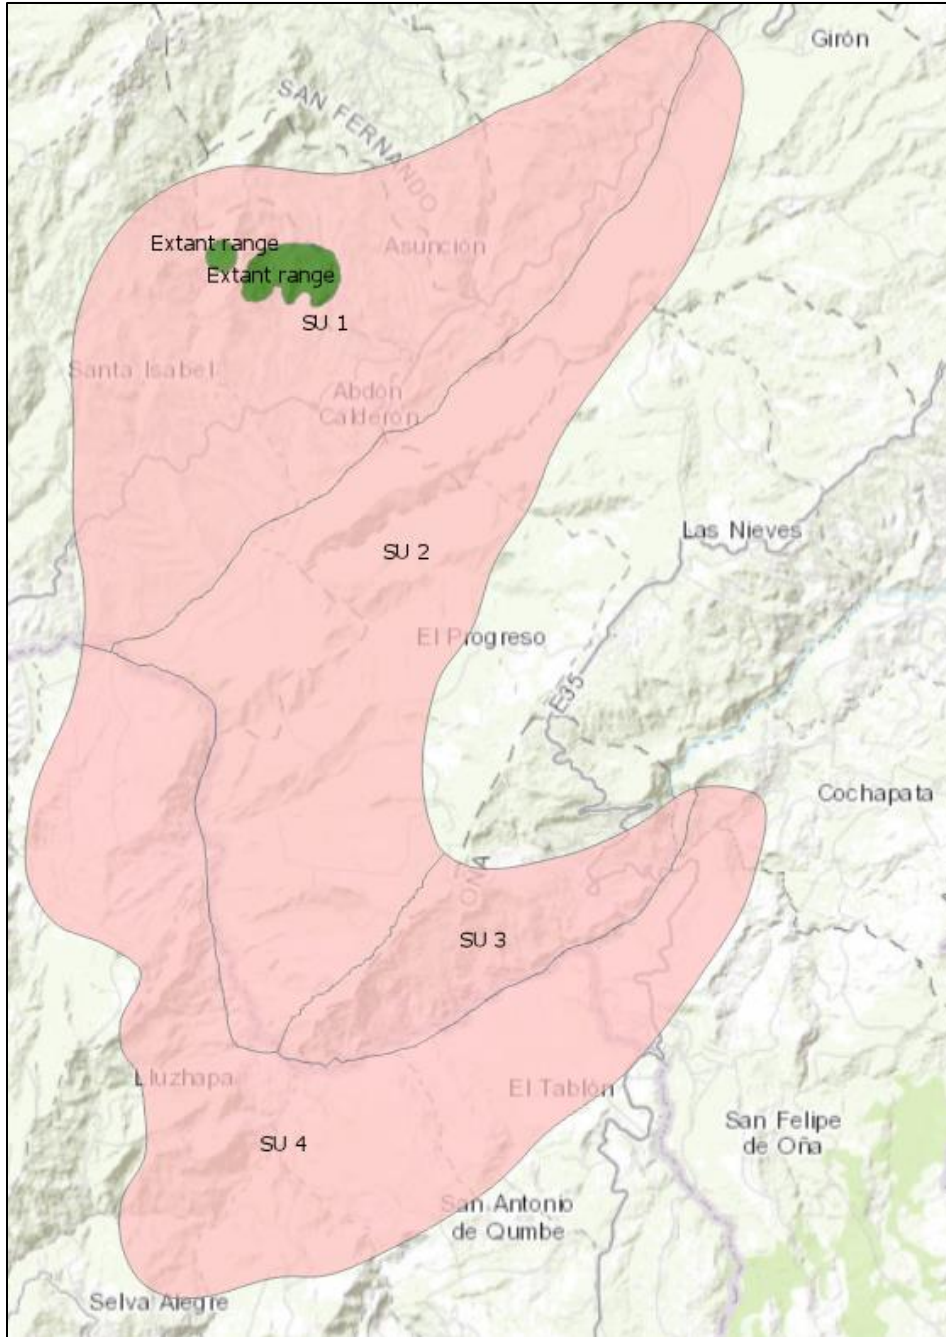 Girón
SAN FERNANDO
Extant range
Asunción
Extant range
SU 1
Santa Isabel
Abdón
Calderón
Las Nieves
SU 2
El Progreso
E35
Cochapata
OÑA
SU 3
Lluzhapa
El Tablón
San Felipe
de Oña
SU 4
San Antonio
de Qumbe
Selva Alegre